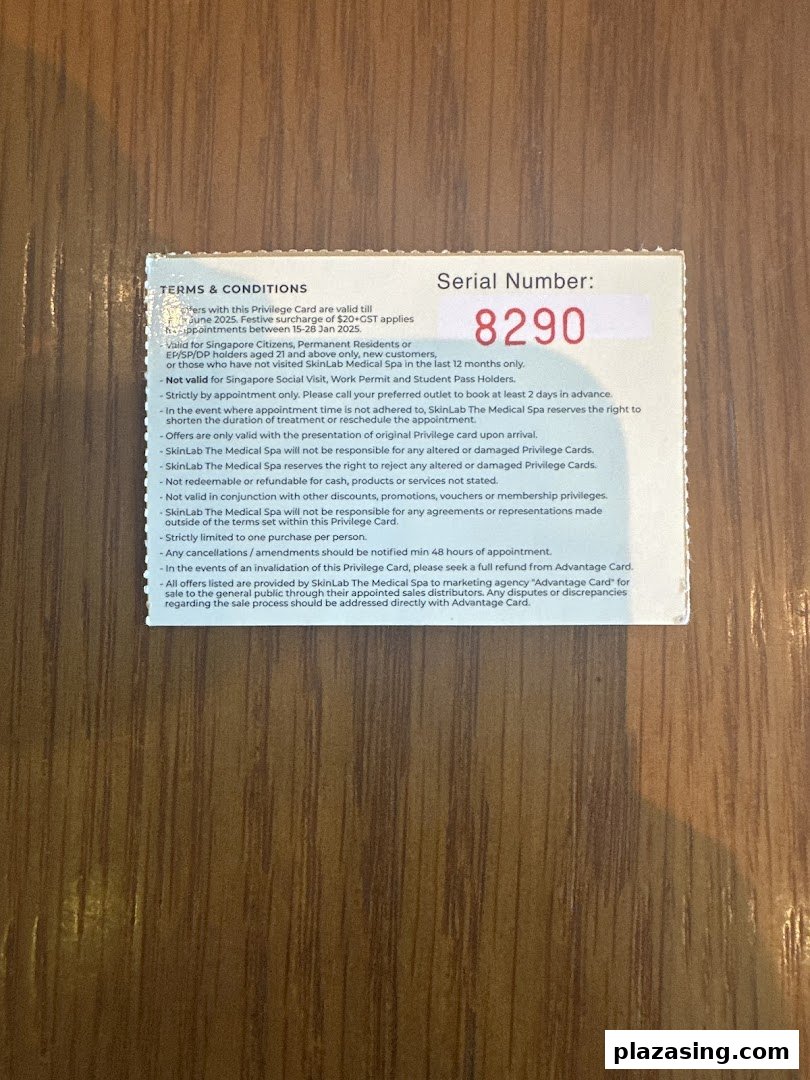 TERMS & CONDITIONS
Serial Number:
8290
offers with this Privilege Card are valid till
June 2025. Festive surcharge of $20+GST applies
appointments between 15-28 Jan 2025.
- Valid for Singapore Citizens, Permanent Residents or
EP/SP/DP holders aged 21 and above only, new customers,
or those who have not visited SkinLab Medical Spa in the last 12 months only.
- Not valid for Singapore Social Visit, Work Permit and Student Pass Holders.
- Strictly by appointment only. Please call your preferred outlet to book at least 2 days in advance.
- In the event where appointment time is not adhered to, SkinLab The Medical Spa reserves the right to
shorten the duration of treatment or reschedule the appointment.
- Offers are only valid with the presentation of original Privilege card upon arrival.
- SkinLab The Medical Spa will not be responsible for any altered or damaged Privilege Cards.
- SkinLab The Medical Spa reserves the right to reject any altered or damaged Privilege Cards.
- Not redeemable or refundable for cash, products or services not stated.
- Not valid in conjunction with other discounts, promotions, vouchers or membership privileges.
- SkinLab The Medical Spa will not be responsible for any agreements or representations made
outside of the terms set within this Privilege Card.
- Strictly limited to one purchase per person.
- Any cancellations / amendments should be notified min 48 hours of appointment.
- In the events of an invalidation of this Privilege Card, please seek a full refund from Advantage Card.
- All offers listed are provided by SkinLab The Medical Spa to marketing agency "Advantage Card" for
sale to the general public through their appointed sales distributors. Any disputes or discrepancies
regarding the sale process should be addressed directly with Advantage Card.
plazasing.com